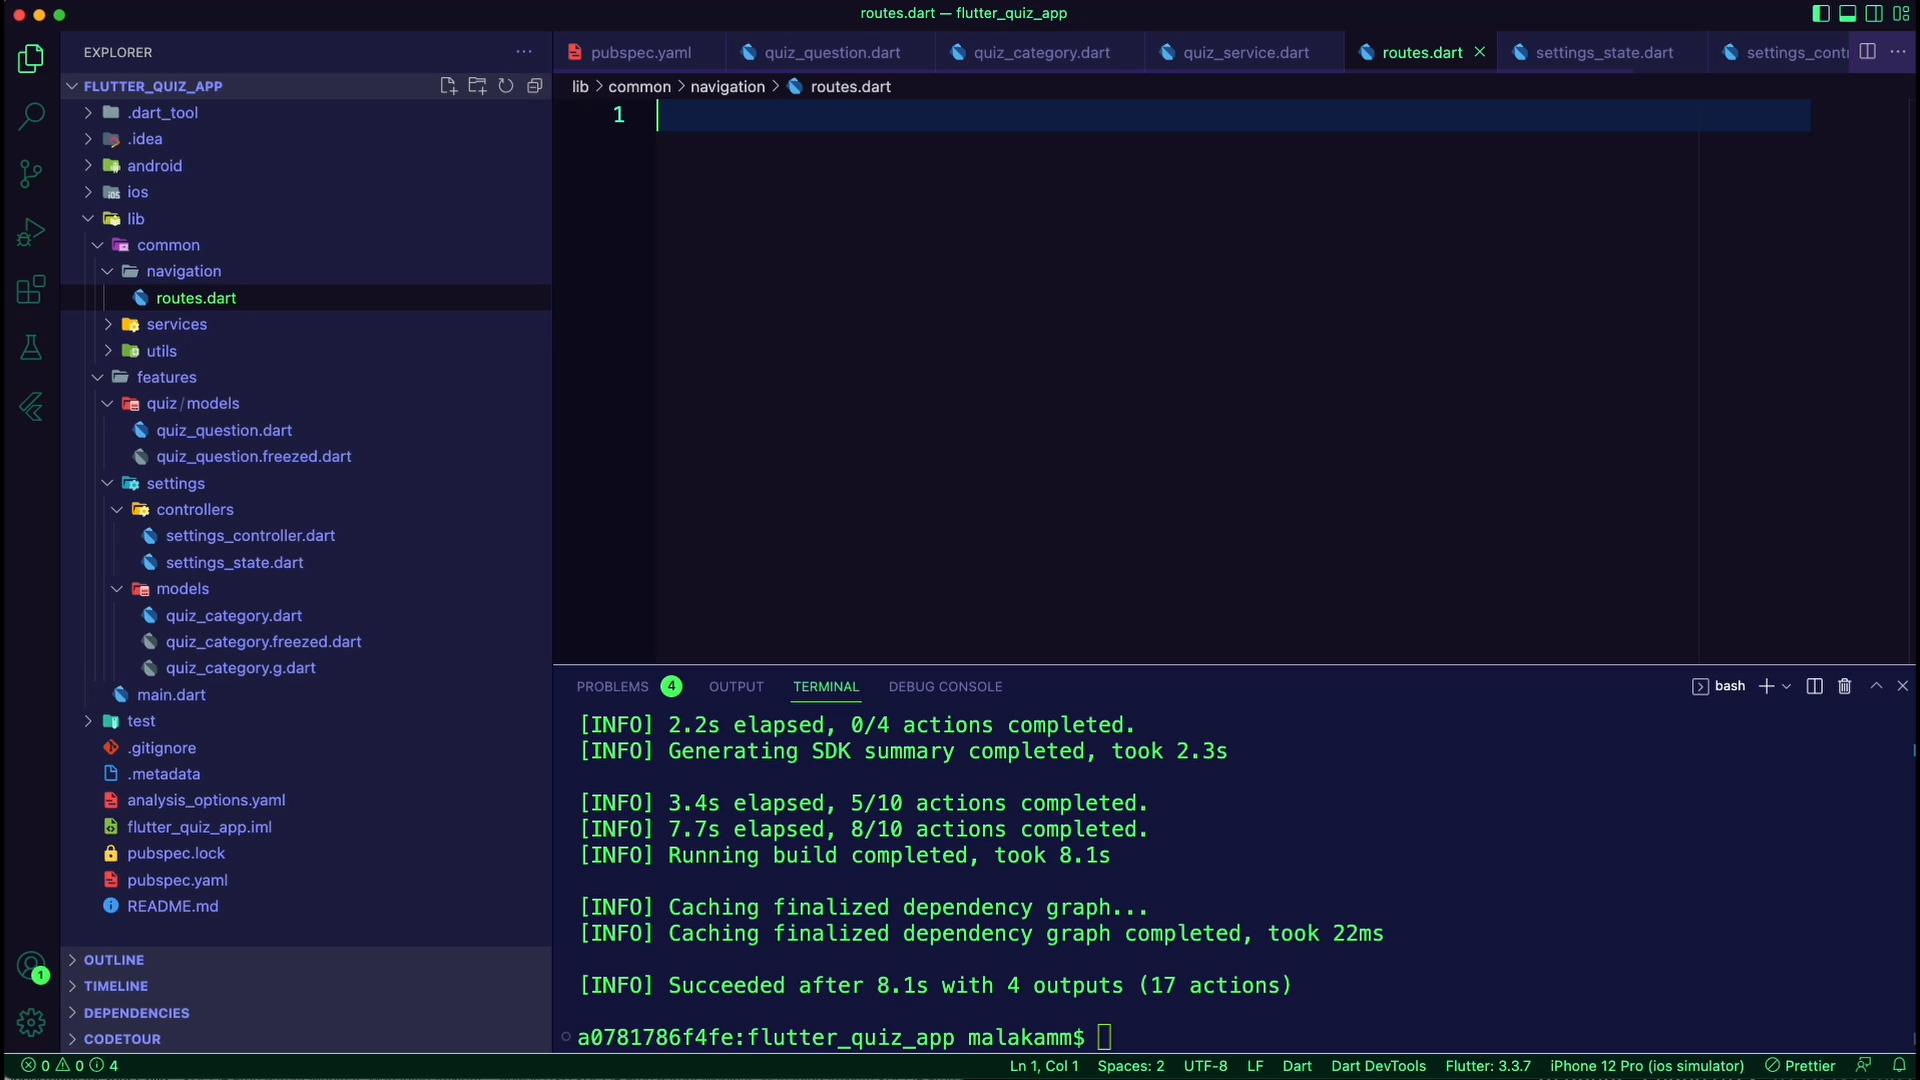 routes.dart — flutter_quiz_app
EXPLORER
FLUTTER_QUIZ_APP
.dart_tool
.idea
android
ios
lib
common
navigation
routes.dart
services
utils
features
quiz/models
quiz_question.dart
quiz_question.freezed.dart
settings
controllers
settings_controller.dart
settings_state.dart
models
quiz_category.dart
quiz_category.freezed.dart
quiz_category.g.dart
main.dart
test
.gitignore
.metadata
analysis_options.yaml
flutter_quiz_app.iml
pubspec.lock
pubspec.yaml
README.md
OUTLINE
TIMELINE
DEPENDENCIES
CODETOUR
1
pubspec.yaml quiz_question.dart quiz_category.dart quiz_service.dart routes.dart settings_state.dart settings_cont
lib > common > navigation > routes.dart
1
PROBLEMS 4 OUTPUT TERMINAL DEBUG CONSOLE bash
[INFO] 2.2s elapsed, 0/4 actions completed.
[INFO] Generating SDK summary completed, took 2.3s
[INFO] 3.4s elapsed, 5/10 actions completed.
[INFO] 7.7s elapsed, 8/10 actions completed.
[INFO] Running build completed, took 8.1s
[INFO] Caching finalized dependency graph...
[INFO] Caching finalized dependency graph completed, took 22ms
[INFO] Succeeded after 8.1s with 4 outputs (17 actions)
a0781786f4fe:flutter_quiz_app malakamm$
0 0 4 Ln 1, Col 1 Spaces: 2 UTF-8 LF Dart Dart DevTools Flutter: 3.3.7 iPhone 12 Pro (ios simulator) Prettier